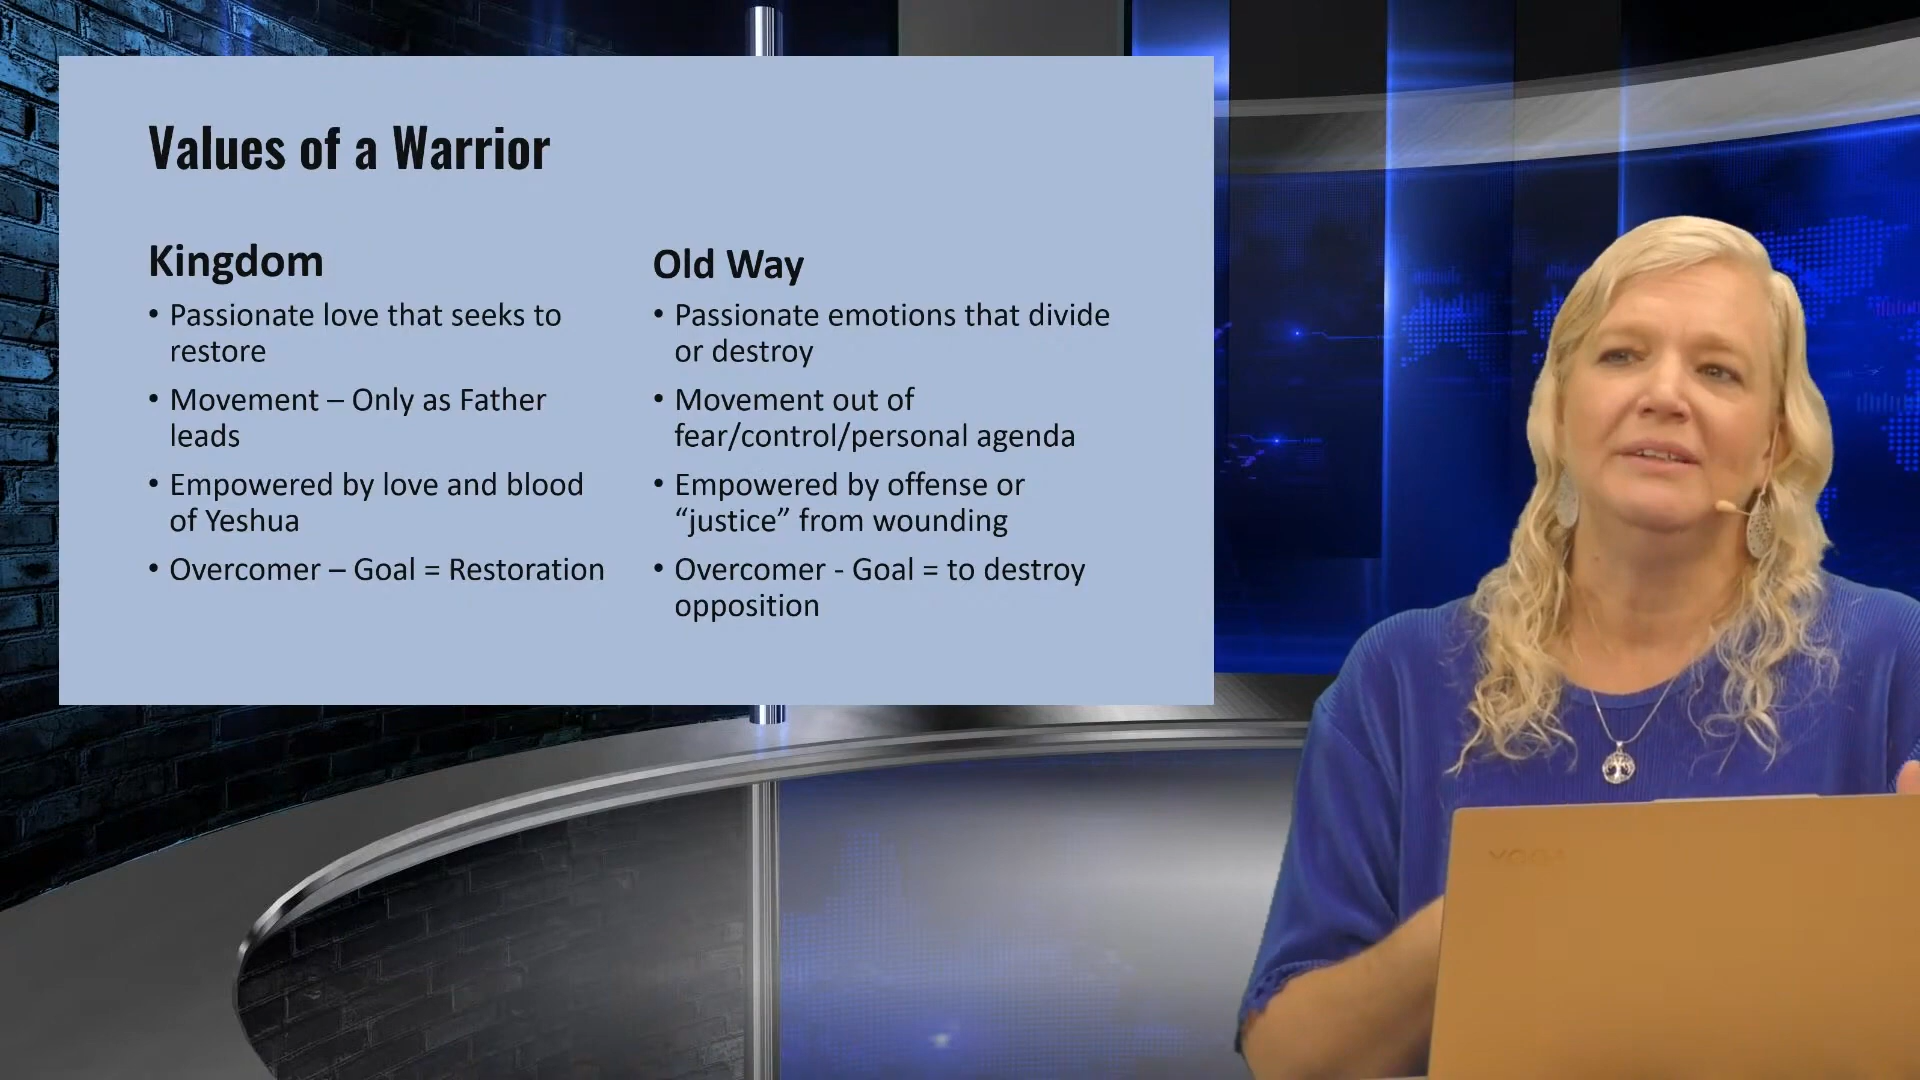 Values of a Warrior
Kingdom
• Passionate love that seeks to
restore
• Movement – Only as Father
leads
• Empowered by love and blood
of Yeshua
• Overcomer – Goal = Restoration
Old Way
• Passionate emotions that divide
or destroy
• Movement out of
fear/control/personal agenda
• Empowered by offense or
“justice” from wounding
• Overcomer - Goal = to destroy
opposition